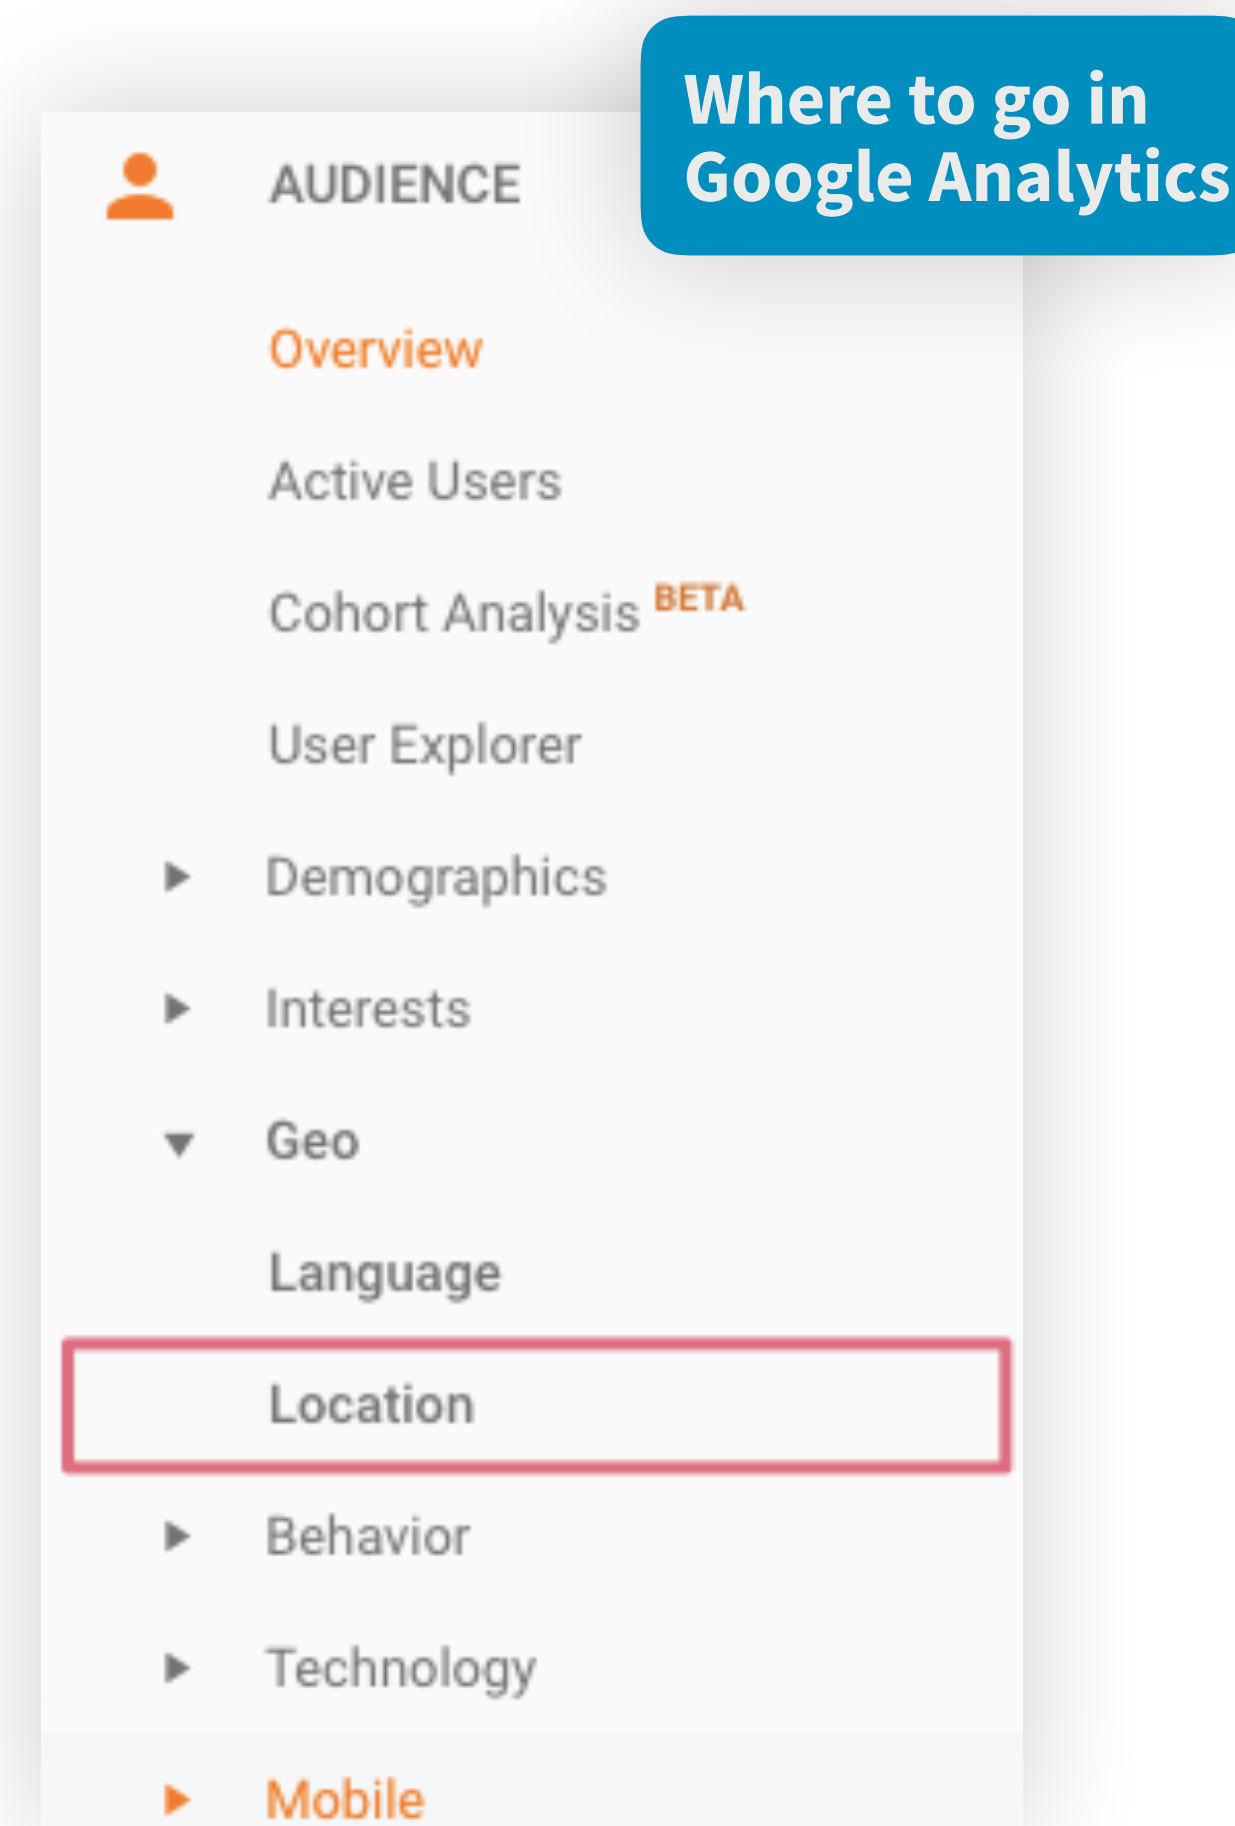 Where to go in
Google Analytics
AUDIENCE
Overview
Active Users
Cohort Analysis BETA
User Explorer
Demographics
Interests
Geo
Language
Location
Behavior
Technology
Mobile